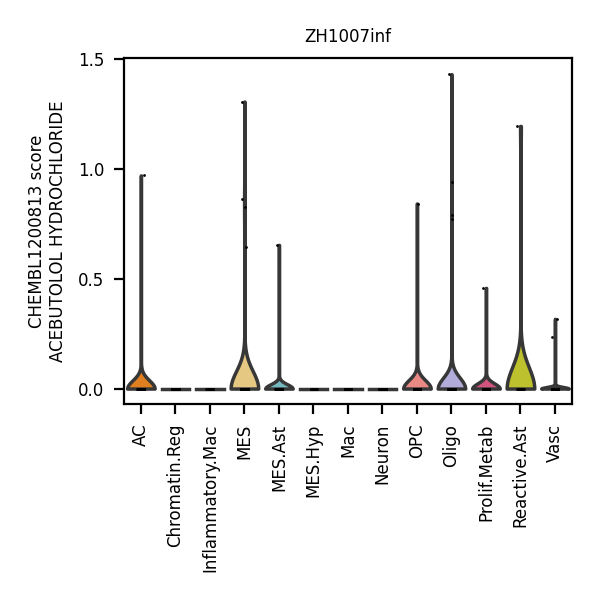 ZH1007inf
CHEMBL1200813 score
ACEBUTOLOL HYDROCHLORIDE
1.5
1.0
0.5
0.0
AC
Chromatin.Reg
Inflammatory.Mac
MES
MES.Ast
MES.Hyp
Mac
Neuron
OPC
Oligo
Prolif.Metab
Reactive.Ast
Vasc